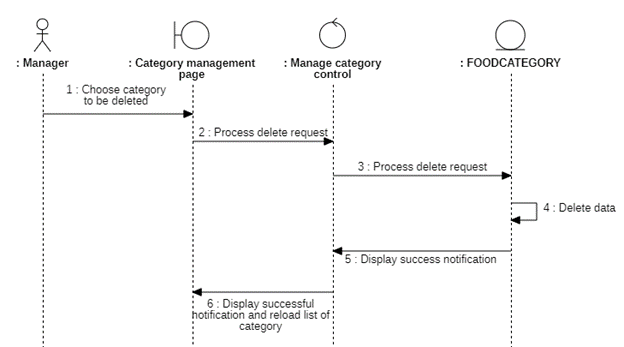 : Manager
: Category management
page
: Manage category
control
: FOODCATEGORY
1 : Choose category
to be deleted
2 : Process delete request
3 : Process delete request
4 : Delete data
5 : Display success notification
6 : Display successful
notification and reload list of
category